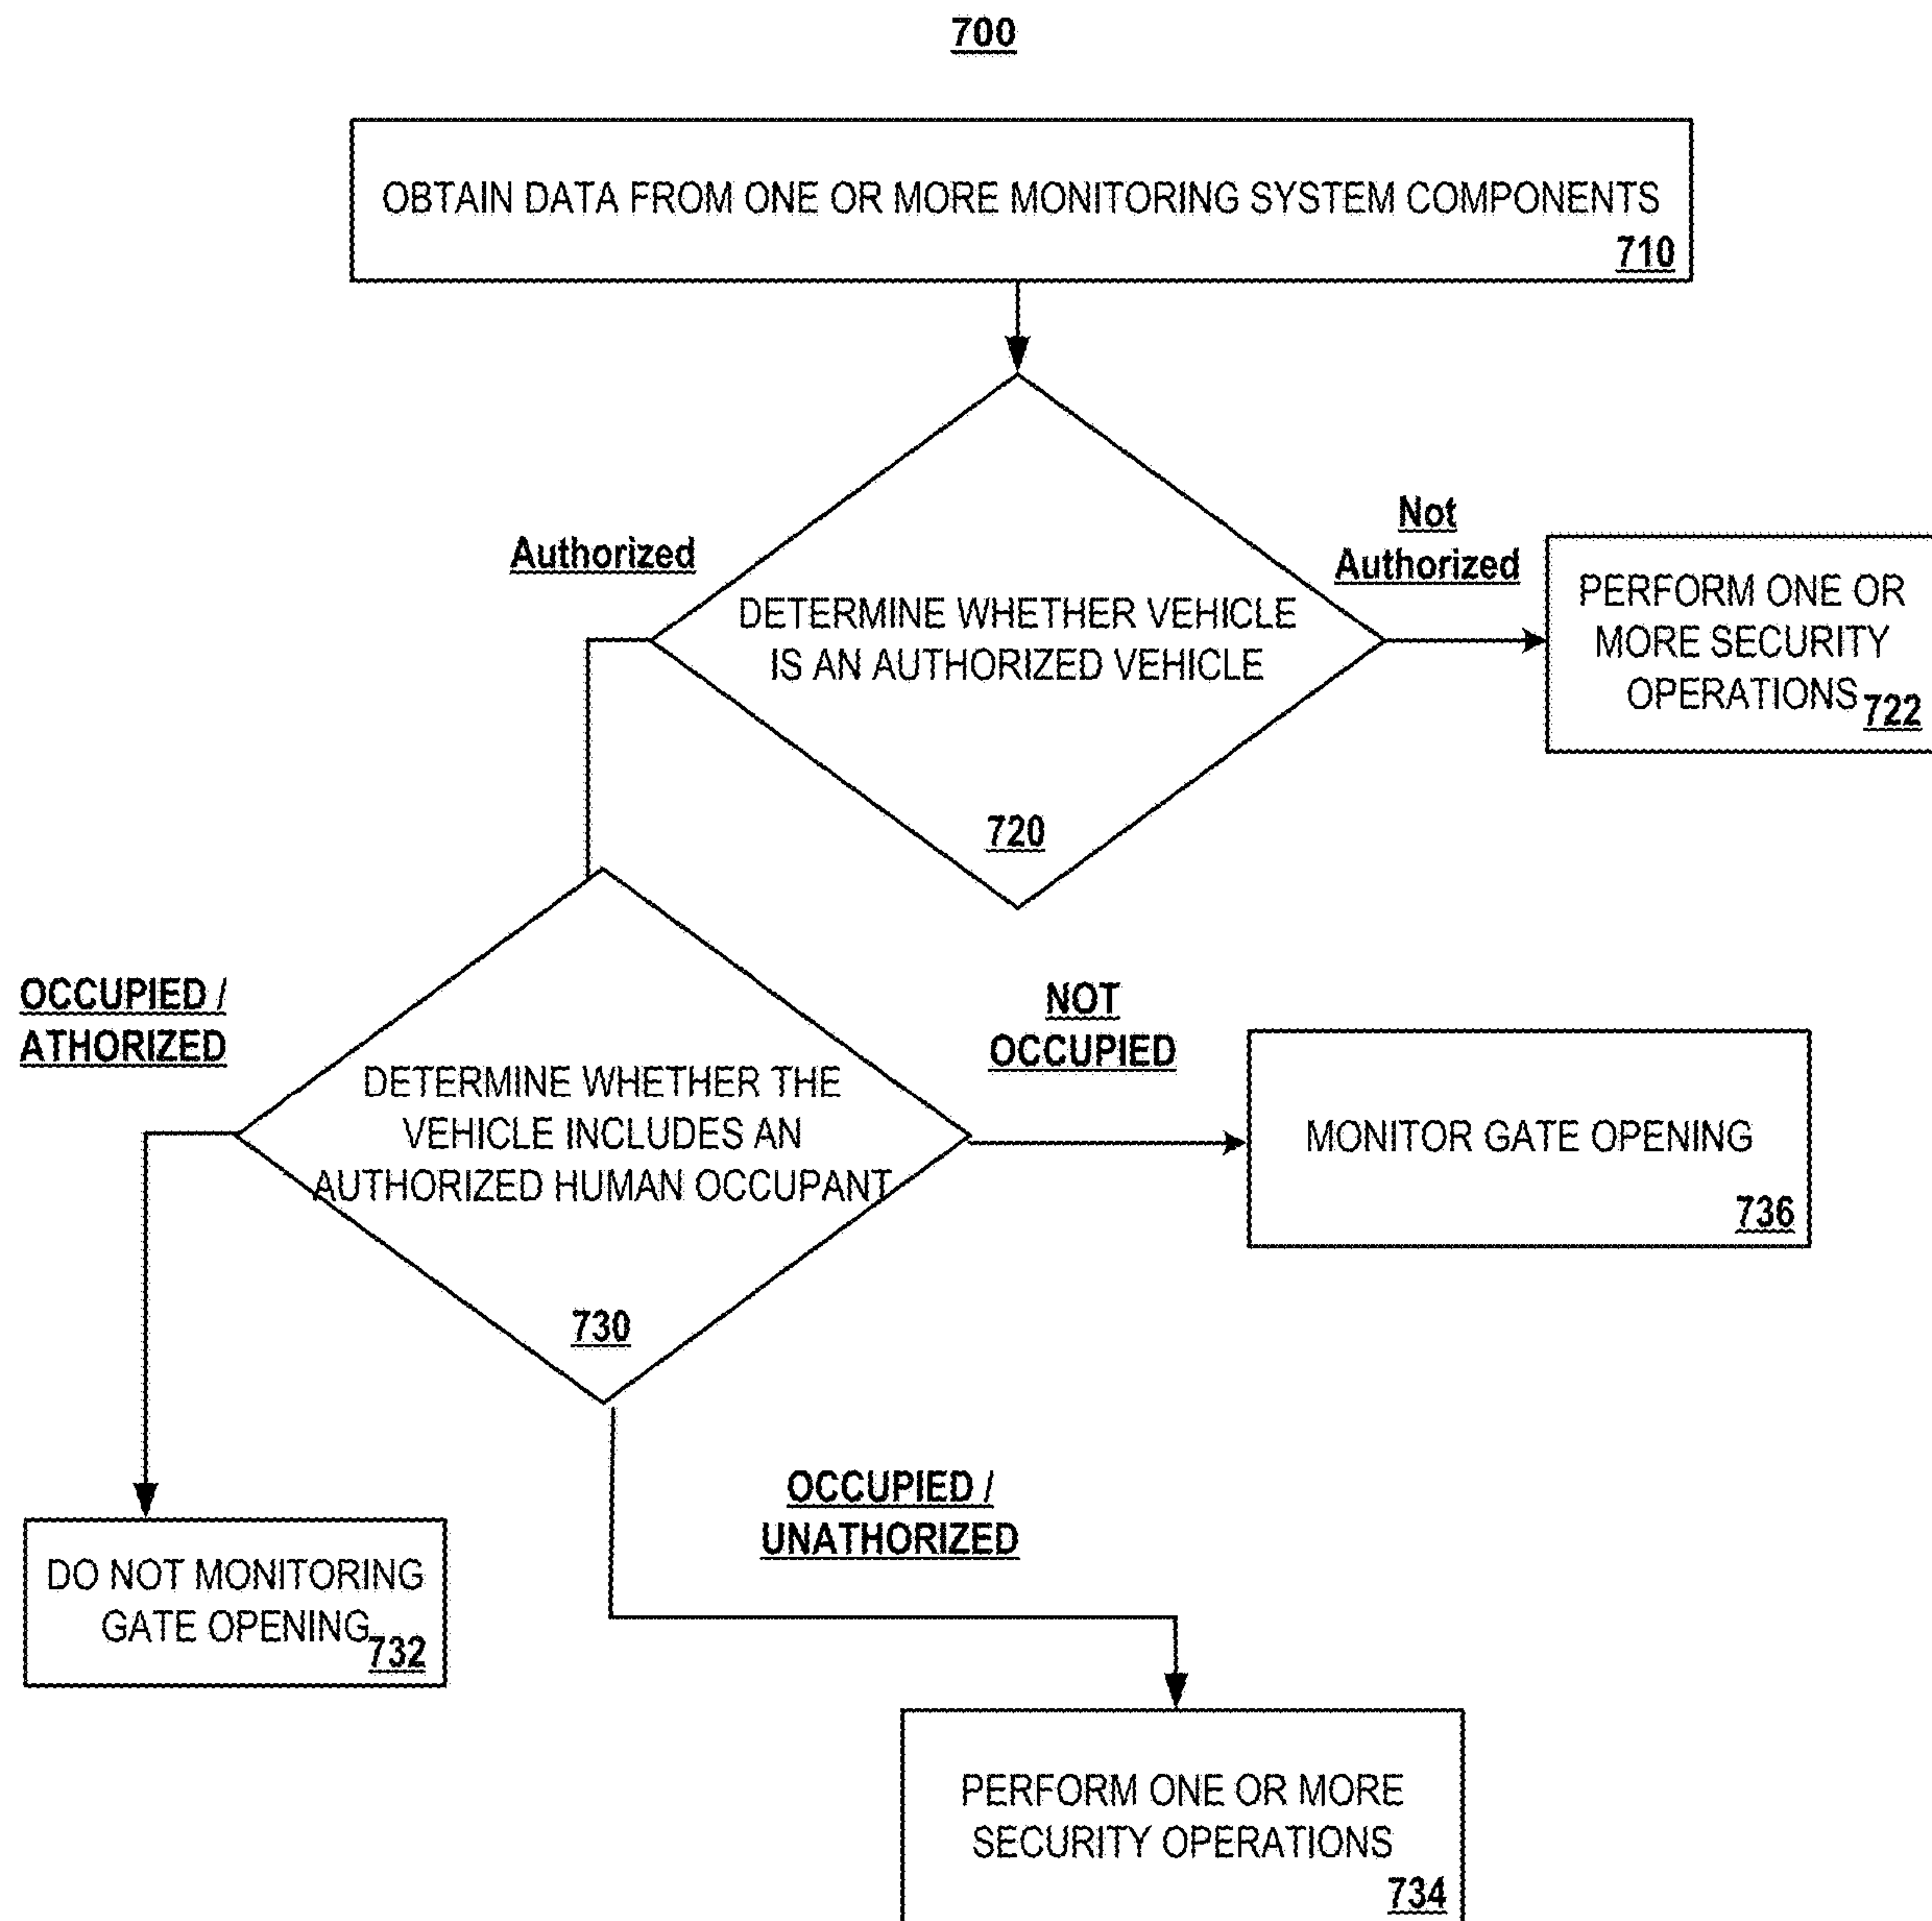 700
OBTAIN DATA FROM ONE OR MORE MONITORING SYSTEM COMPONENTS
710
Authorized
Not
Authorized
DETERMINE WHETHER VEHICLE
IS AN AUTHORIZED VEHICLE
720
PERFORM ONE OR
MORE SECURITY
OPERATIONS
722
OCCUPIED /
ATHORIZED
DETERMINE WHETHER THE
VEHICLE INCLUDES AN
AUTHORIZED HUMAN OCCUPANT
730
NOT
OCCUPIED
MONITOR GATE OPENING
736
OCCUPIED /
UNATHORIZED
DO NOT MONITORING
GATE OPENING
732
PERFORM ONE OR MORE
SECURITY OPERATIONS
734